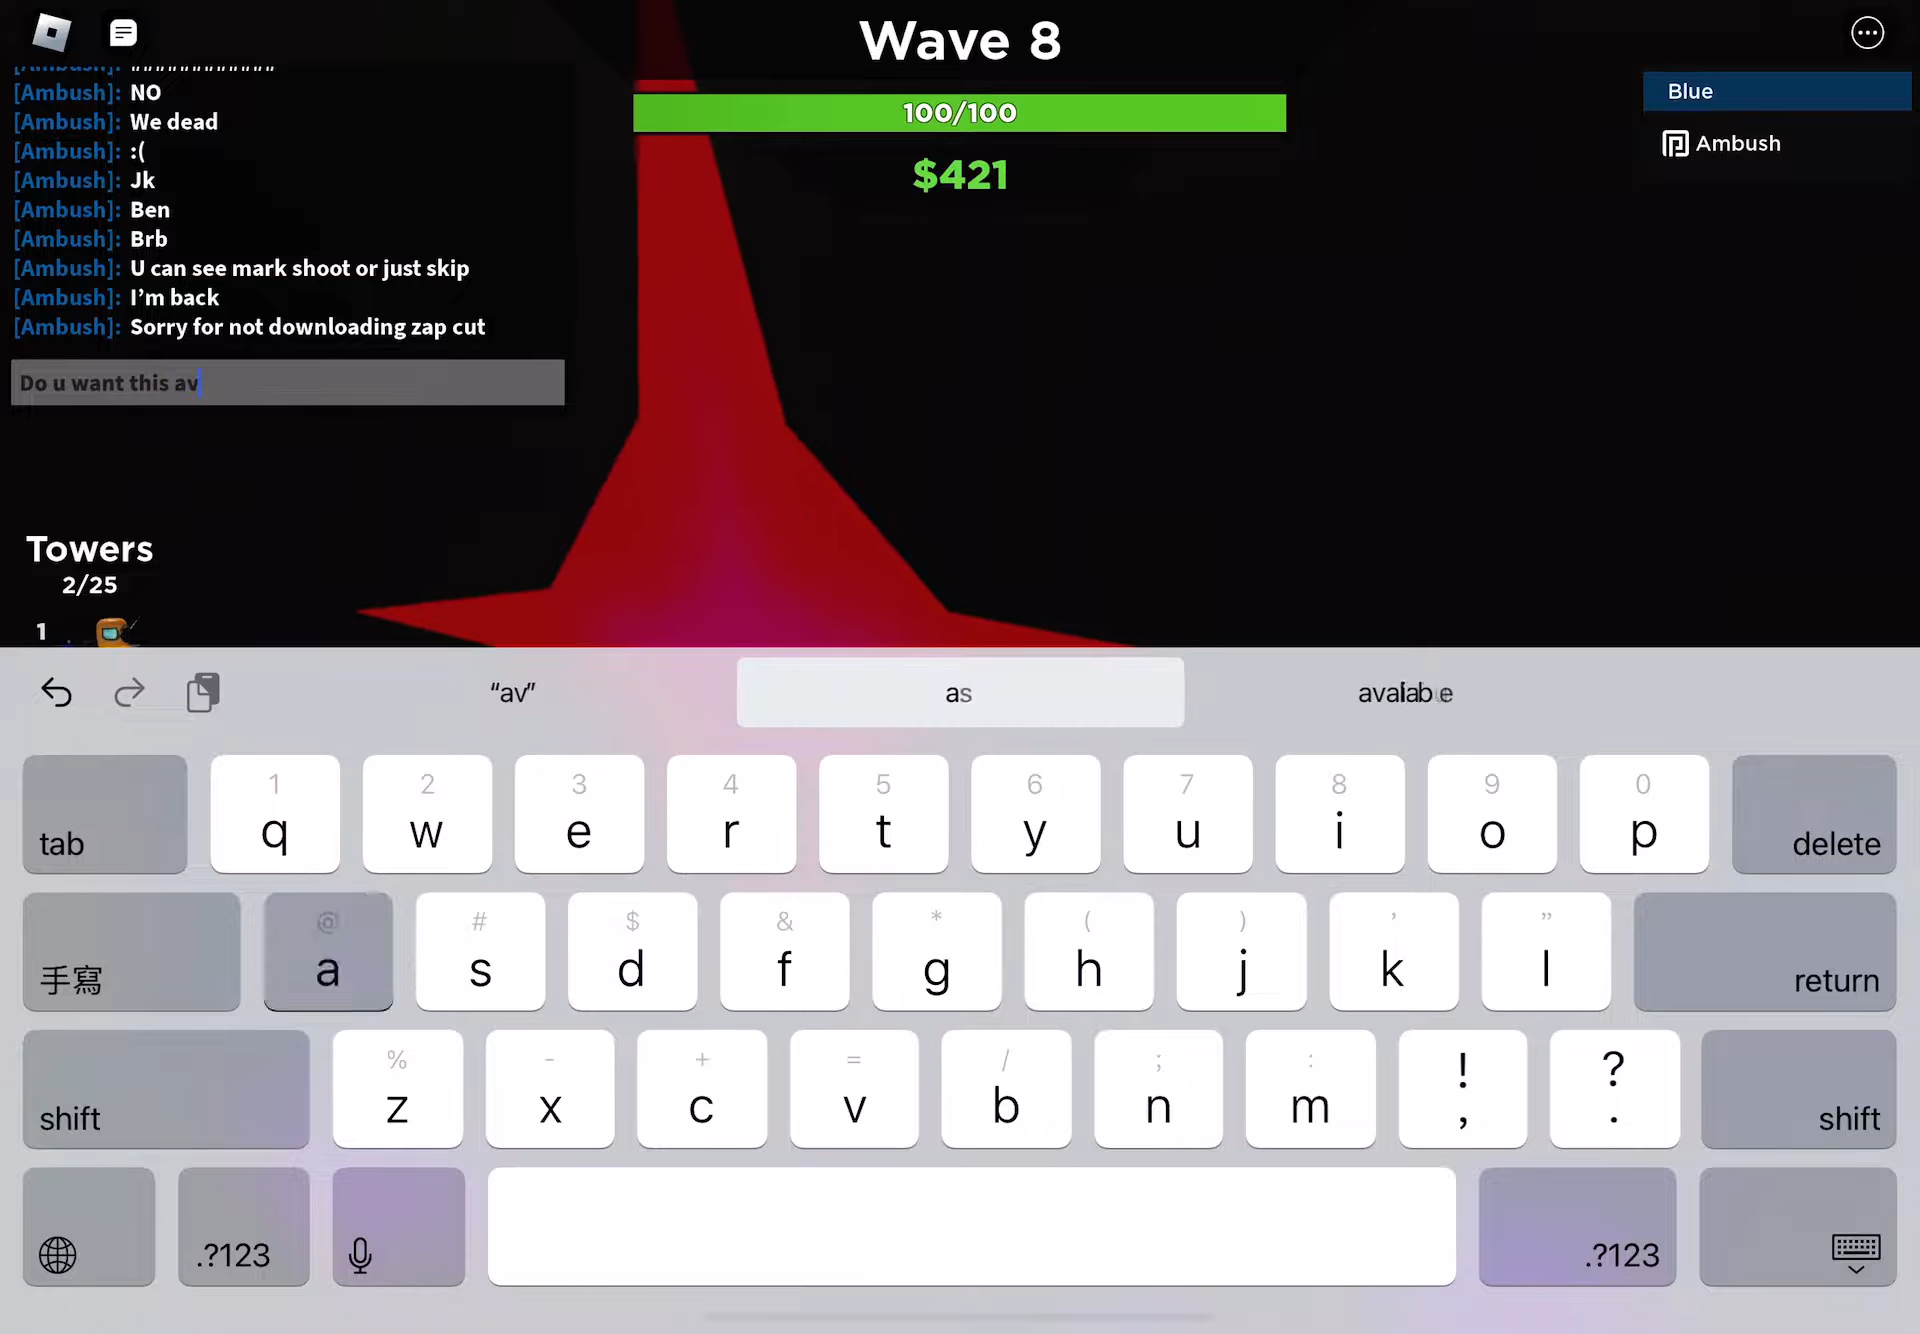 Wave 8
100/100
$421
Blue
Ambush
[Ambush]: ############
[Ambush]: NO
[Ambush]: We dead
[Ambush]: :(
[Ambush]: Jk
[Ambush]: Ben
[Ambush]: Brb
[Ambush]: U can see mark shoot or just skip
[Ambush]: I’m back
[Ambush]: Sorry for not downloading zap cut
Do u want this av
Towers
2/25
1
“av” as
tab 1 q 2 w 3 e 4 r 5 t 6 y 7 u 8 i 9 o 0 p delete
手寫 @ a # s $ d & f * g ( h ) j ’ k ” l return
shift % z - x + c = v / b ; n : m ! , ? . shift
.?123 .?123